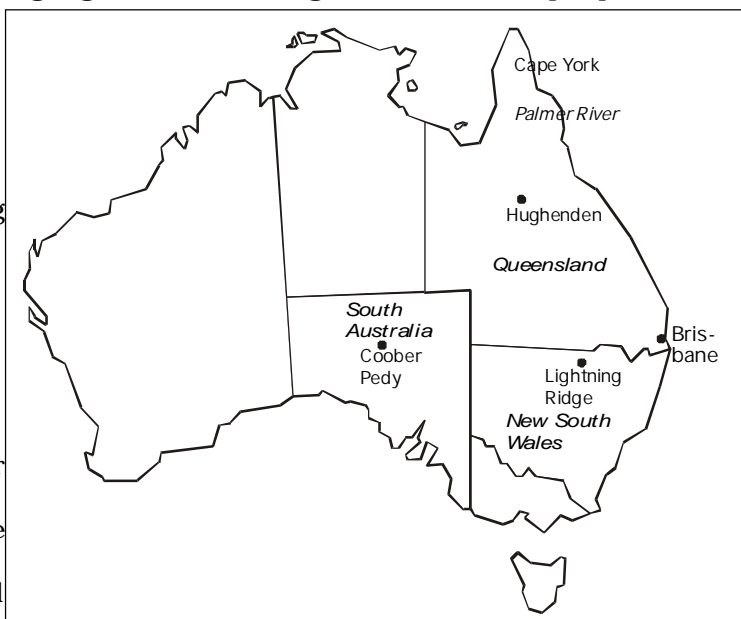 Cape York
Palmer River
Hughenden
Queensland
South
Australia
Coober
Pedy
Bris-
bane
Lightning
Ridge
New South
Wales